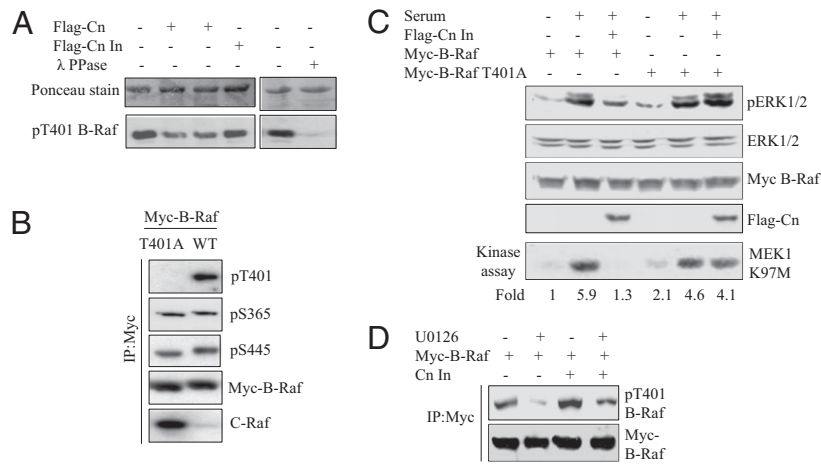 A
Flag-Cn - + + - - -
Flag-Cn In - - - + - -
λ PPase - - - - - +
Ponceau stain
pT401 B-Raf
B
Myc-B-Raf
T401A WT
IP:Myc
pT401
pS365
pS445
Myc-B-Raf
C-Raf
C
Serum - + + - + +
Flag-Cn In - - + - - +
Myc-B-Raf + + + - - -
Myc-B-Raf T401A - - - + + +
pERK1/2
ERK1/2
Myc B-Raf
Flag-Cn
Kinase assay
MEK1 K97M
Fold 1 5.9 1.3 2.1 4.6 4.1
D
U0126 - + - +
Myc-B-Raf + + + +
Cn In - - + +
IP:Myc
pT401 B-Raf
Myc-B-Raf